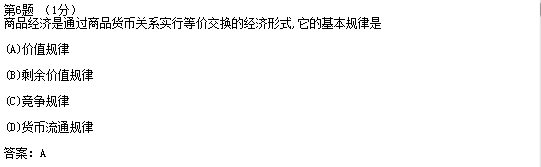 第6题 (1分)
商品经济是通过商品货币关系实行等价交换的经济形式,它的基本规律是
(A)价值规律
(B)剩余价值规律
(C)竞争规律
(D)货币流通规律
答案: A